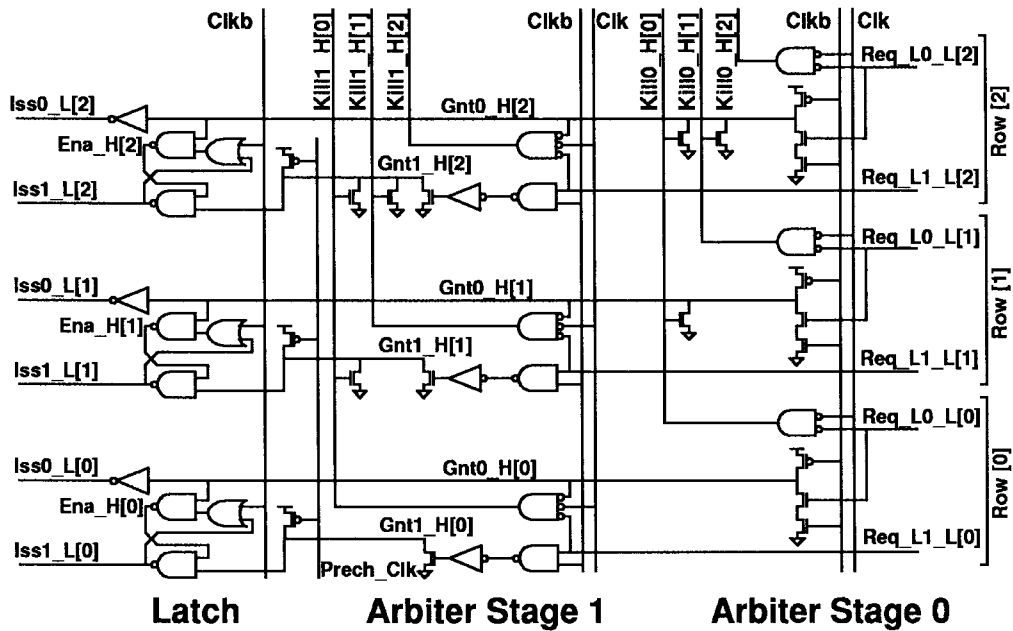 Clkb
Kill1_H[0]
Kill1_H[1]
Kill1_H[2]
Clkb
Clk
Kill0_H[0]
Kill0_H[1]
Kill0_H[2]
Clkb
Clk
Req_L0_L[2]
Iss0_L[2]
Gnt0_H[2]
Ena_H[2]
Gnt1_H[2]
Iss1_L[2]
Req_L1_L[2]
Row [2]
Req_L0_L[1]
Iss0_L[1]
Gnt0_H[1]
Ena_H[1]
Gnt1_H[1]
Iss1_L[1]
Req_L1_L[1]
Row [1]
Req_L0_L[0]
Iss0_L[0]
Gnt0_H[0]
Ena_H[0]
Gnt1_H[0]
Iss1_L[0]
Req_L1_L[0]
Row [0]
Prech_Clk
Latch
Arbiter Stage 1
Arbiter Stage 0